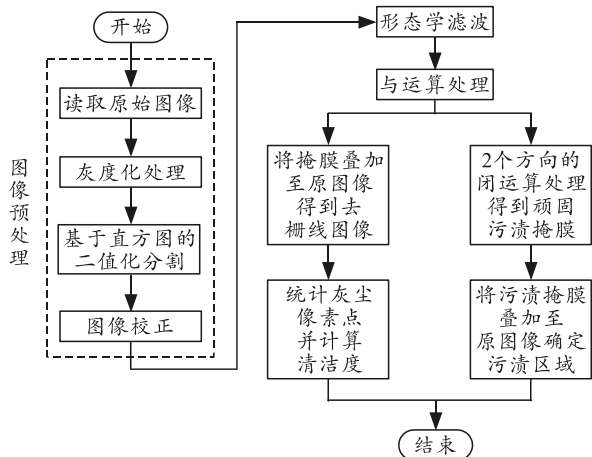 开始
图像预处理
读取原始图像
灰度化处理
基于直方图的
二值化分割
图像校正
形态学滤波
与运算处理
将掩膜叠加
至原图像
得到去
栅线图像
统计灰尘
像素点
并计算
清洁度
2个方向的
闭运算处理
得到顽固
污渍掩膜
将污渍掩膜
叠加至
原图像确定
污渍区域
结束